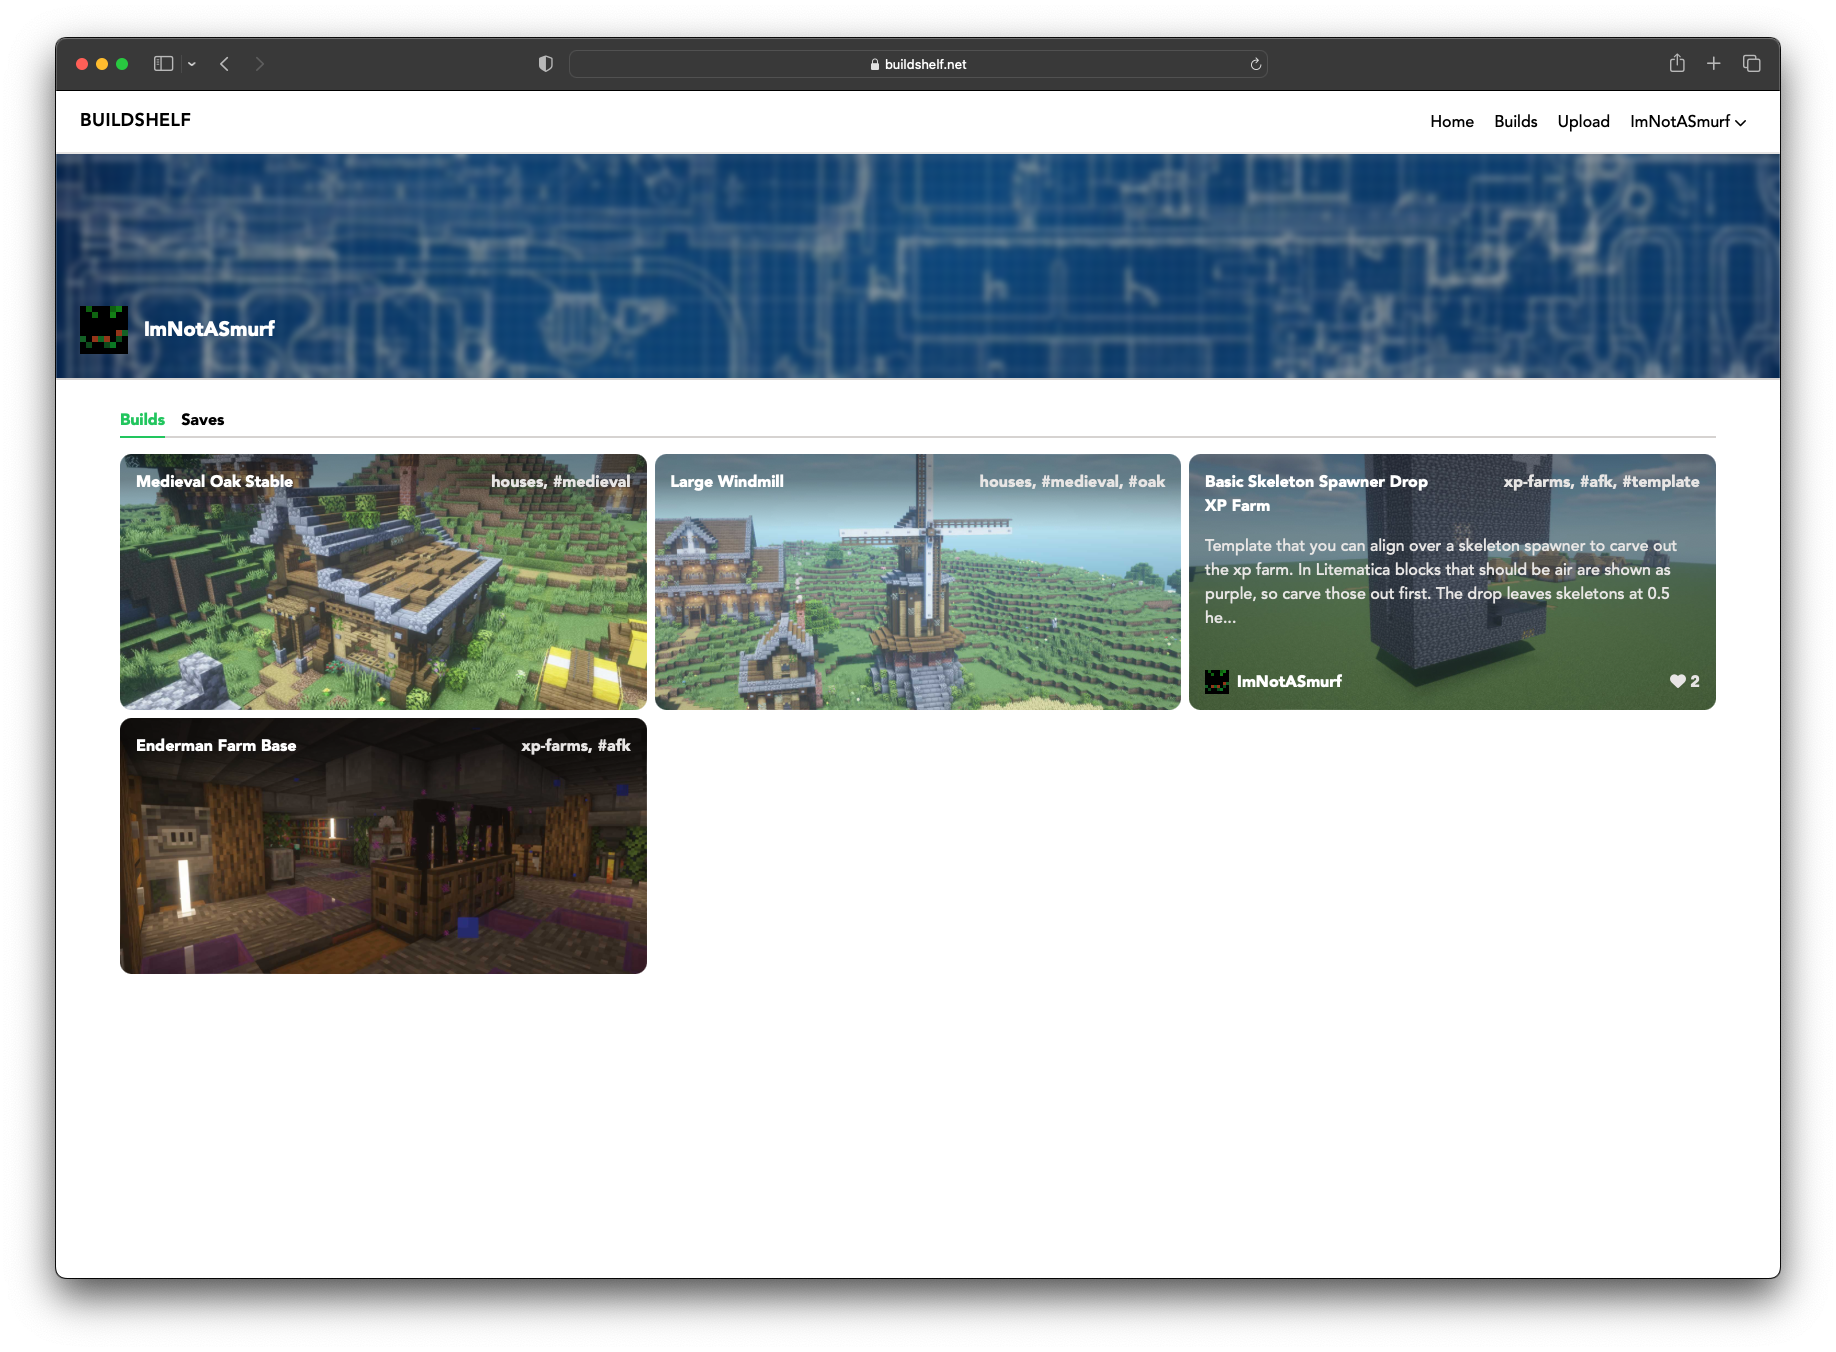 buildshelf.net
BUILDSHELF
Home Builds Upload ImNotASmurf
ImNotASmurf
Builds Saves
Medieval Oak Stable houses, #medieval
Large Windmill houses, #medieval, #oak
Basic Skeleton Spawner Drop XP Farm xp-farms, #afk, #template
Template that you can align over a skeleton spawner to carve out
the xp farm. In Litematica blocks that should be air are shown as
purple, so carve those out first. The drop leaves skeletons at 0.5
he...
ImNotASmurf 2
Enderman Farm Base xp-farms, #afk